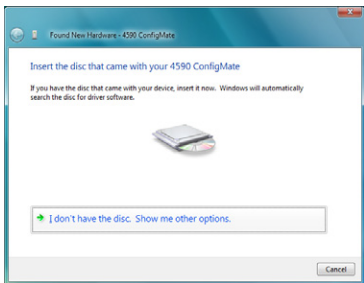 Found New Hardware - 4590 ConfigMate
Insert the disc that came with your 4590 ConfigMate
If you have the disc that came with your device, insert it now. Windows will automatically
search the disc for driver software.
I don't have the disc. Show me other options.
Cancel